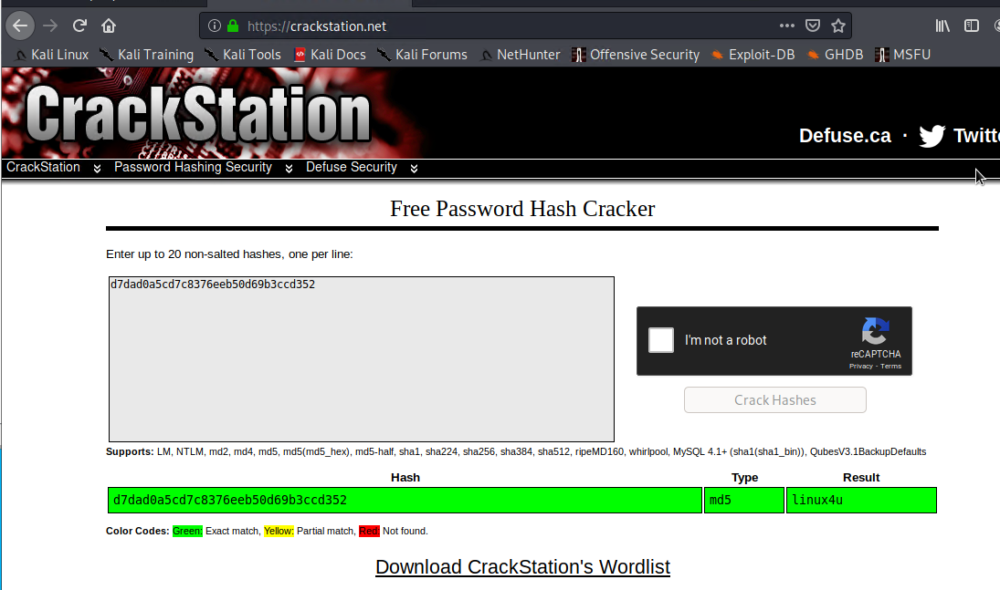 https://crackstation.net
Kali Linux Kali Training Kali Tools Kali Docs Kali Forums NetHunter Offensive Security Exploit-DB GHDB MSFU
CrackStation
Defuse.ca · Twitt
CrackStation Password Hashing Security Defuse Security
Free Password Hash Cracker
Enter up to 20 non-salted hashes, one per line:
d7dad0a5cd7c8376eeb50d69b3ccd352
I'm not a robot
reCAPTCHA
Privacy - Terms
Crack Hashes
Supports: LM, NTLM, md2, md4, md5, md5(md5_hex), md5-half, sha1, sha224, sha256, sha384, sha512, ripeMD160, whirlpool, MySQL 4.1+ (sha1(sha1_bin)), QubesV3.1BackupDefaults
Hash Type Result
d7dad0a5cd7c8376eeb50d69b3ccd352 md5 linux4u
Color Codes: Green: Exact match, Yellow: Partial match, Red: Not found.
Download CrackStation's Wordlist